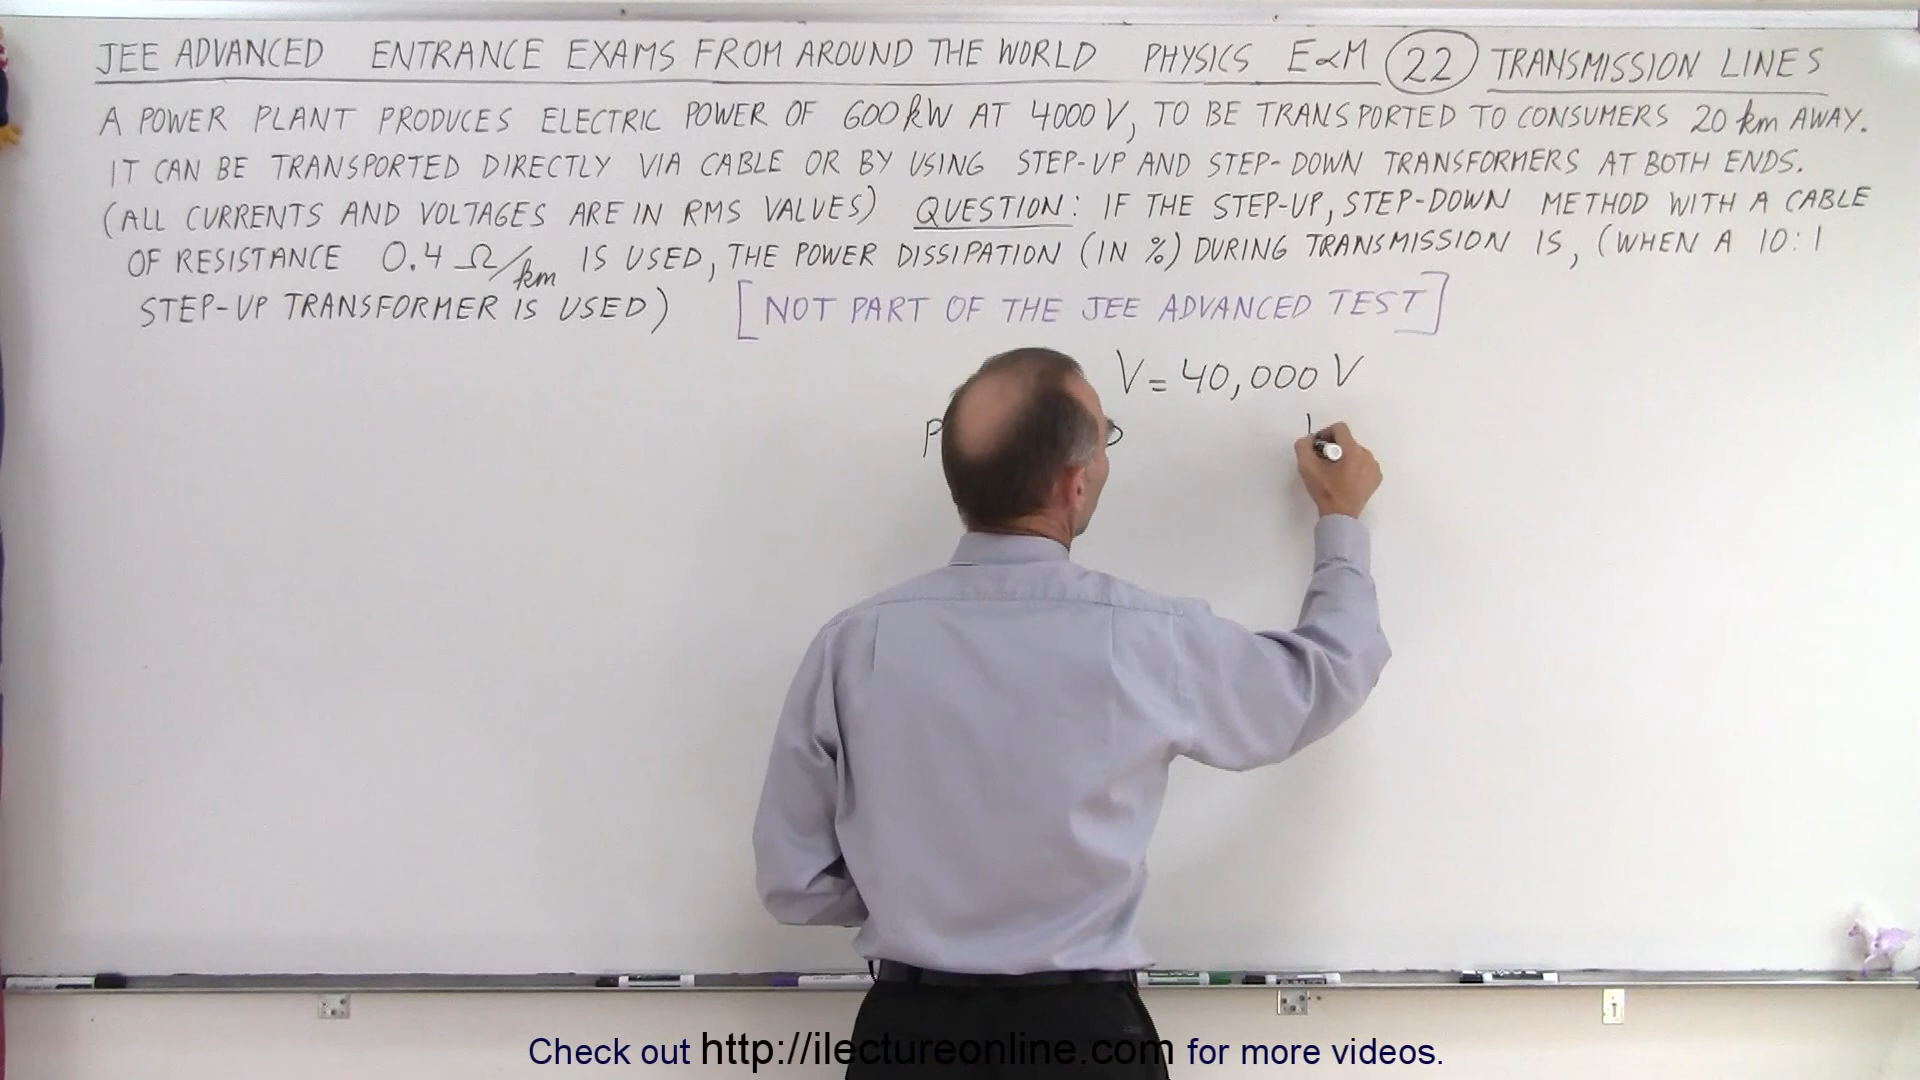 JEE ADVANCED ENTRANCE EXAMS FROM AROUND THE WORLD PHYSICS E∝M 22 TRANSMISSION LINES
A POWER PLANT PRODUCES ELECTRIC POWER OF 600 kW AT 4000 V, TO BE TRANSPORTED TO CONSUMERS 20 km AWAY.
IT CAN BE TRANSPORTED DIRECTLY VIA CABLE OR BY USING STEP-UP AND STEP-DOWN TRANSFORMERS AT BOTH ENDS.
(ALL CURRENTS AND VOLTAGES ARE IN RMS VALUES) QUESTION: IF THE STEP-UP, STEP-DOWN METHOD WITH A CABLE
OF RESISTANCE 0.4 Ω/km IS USED, THE POWER DISSIPATION (IN %) DURING TRANSMISSION IS, (WHEN A 10:1
STEP-UP TRANSFORMER IS USED) [NOT PART OF THE JEE ADVANCED TEST]
V = 40,000 V
P
Check out http://ilectureonline.com for more videos.